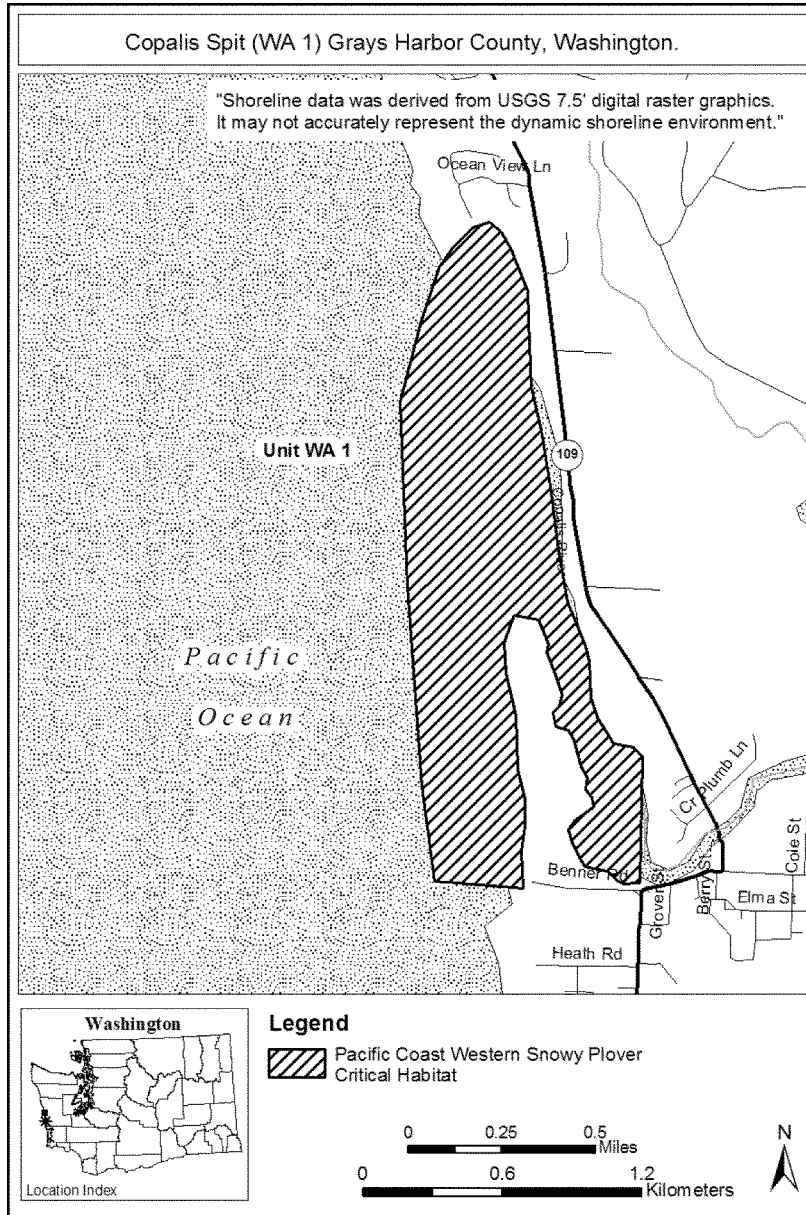 Copalis Spit (WA 1) Grays Harbor County, Washington.
"Shoreline data was derived from USGS 7.5' digital raster graphics.
It may not accurately represent the dynamic shoreline environment."
Ocean View Ln
Unit WA 1
109
Pacific
Ocean
Cr Plumb Ln
Benner Rd
Grover St
Berry St
Cole St
Elma St
Heath Rd
Washington
Location Index
Legend
Pacific Coast Western Snowy Plover
Critical Habitat
0 0.25 0.5
Miles
0 0.6 1.2
Kilometers
N